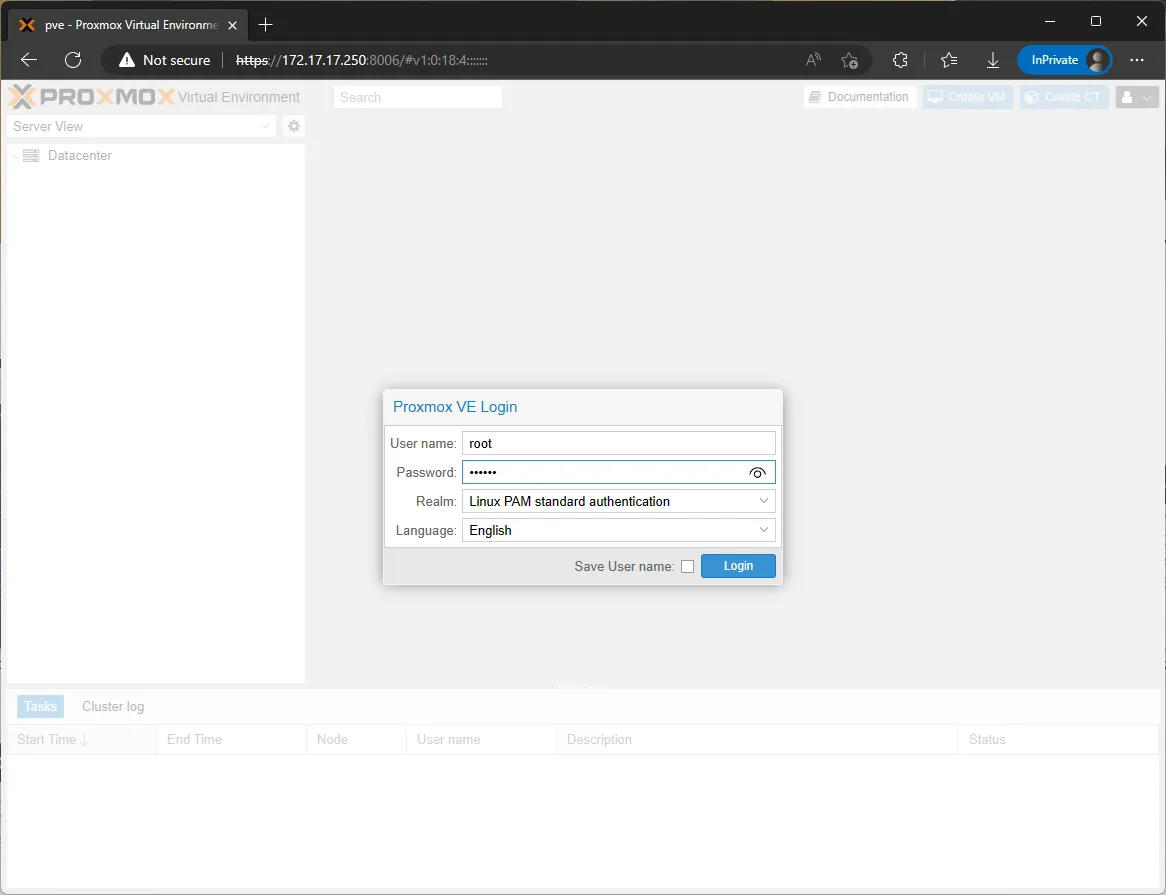 pve - Proxmox Virtual Environme
Not secure https://172.17.17.250:8006/#v1:0:18:4:::::::
InPrivate
PROXMOX Virtual Environment Search Documentation Create VM Create CT
Server View
Datacenter
Proxmox VE Login
User name: root
Password: ••••••
Realm: Linux PAM standard authentication
Language: English
Save User name: Login
Tasks Cluster log
Start Time End Time Node User name Description Status